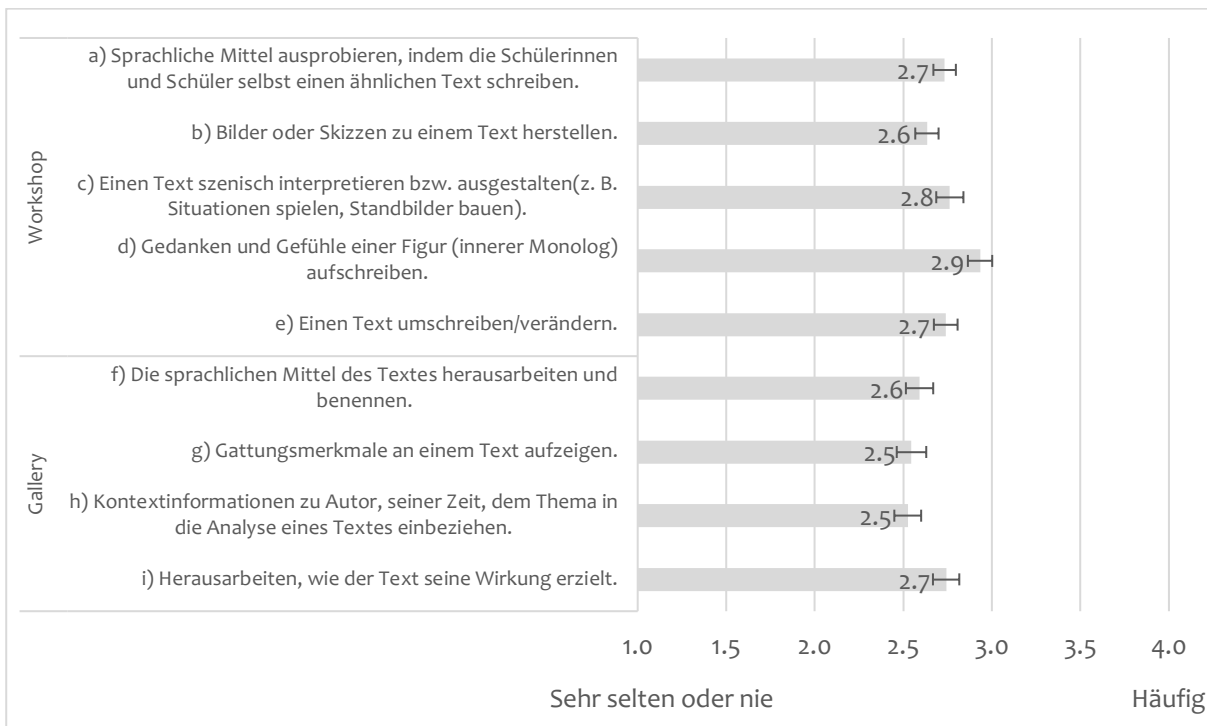 Workshop
a) Sprachliche Mittel ausprobieren, indem die Schülerinnen
und Schüler selbst einen ähnlichen Text schreiben.
2.7
b) Bilder oder Skizzen zu einem Text herstellen.
2.6
c) Einen Text szenisch interpretieren bzw. ausgestalten(z. B.
Situationen spielen, Standbilder bauen).
2.8
d) Gedanken und Gefühle einer Figur (innerer Monolog)
aufschreiben.
2.9
e) Einen Text umschreiben/verändern.
2.7
Gallery
f) Die sprachlichen Mittel des Textes herausarbeiten und
benennen.
2.6
g) Gattungsmerkmale an einem Text aufzeigen.
2.5
h) Kontextinformationen zu Autor, seiner Zeit, dem Thema in
die Analyse eines Textes einbeziehen.
2.5
i) Herausarbeiten, wie der Text seine Wirkung erzielt.
2.7
1.0 1.5 2.0 2.5 3.0 3.5 4.0
Sehr selten oder nie Häufig